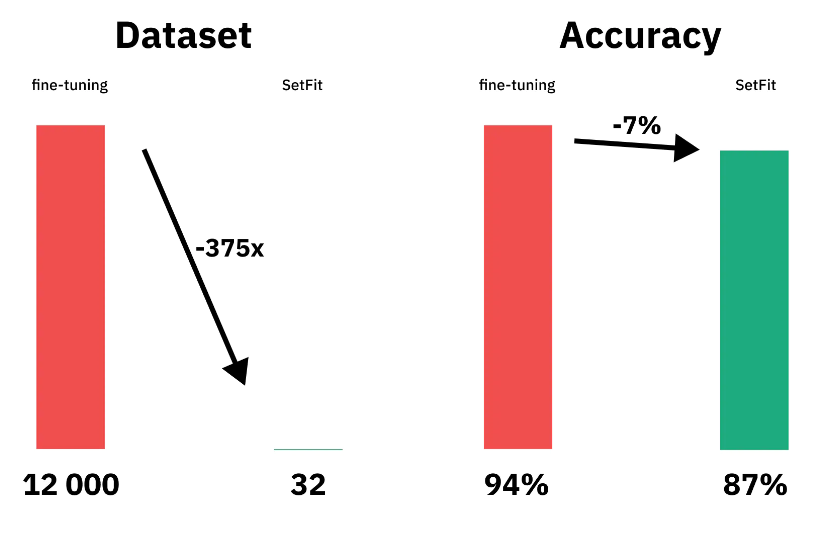 Dataset
fine-tuning
SetFit
-375x
12 000
32
Accuracy
fine-tuning
SetFit
-7%
94%
87%